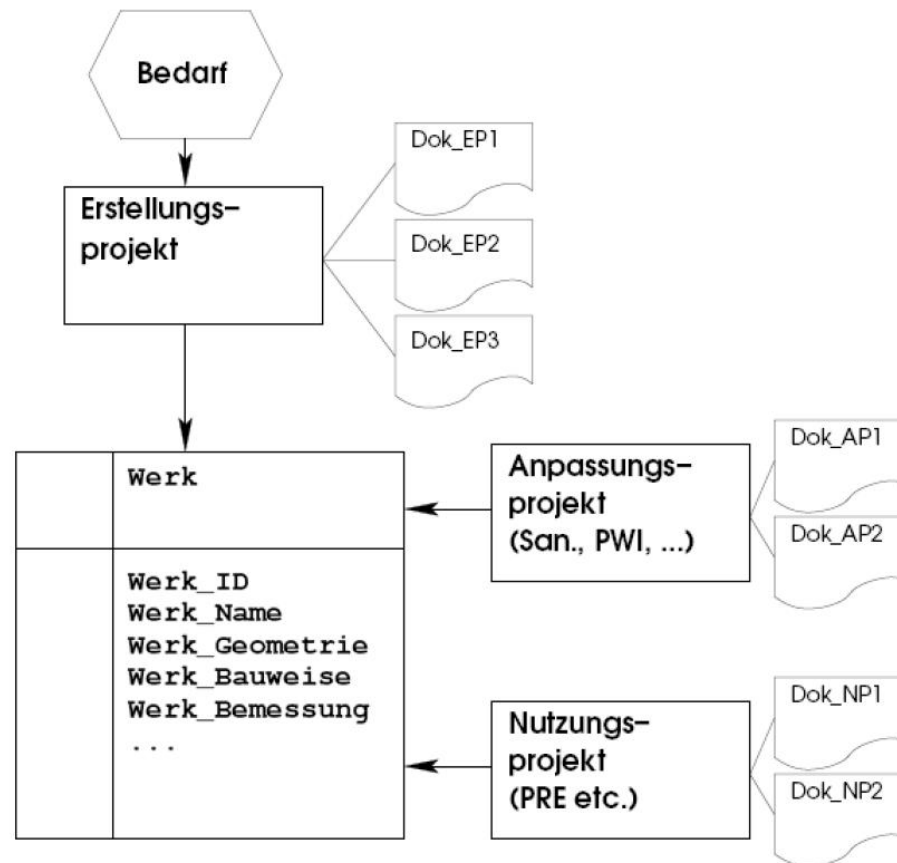 Bedarf
Erstellungs-
projekt
Dok_EP1
Dok_EP2
Dok_EP3
Werk
Werk_ID
Werk_Name
Werk_Geometrie
Werk_Bauweise
Werk_Bemessung
...
Anpassungs-
projekt
(San., PWI, ...)
Dok_AP1
Dok_AP2
Nutzungs-
projekt
(PRE etc.)
Dok_NP1
Dok_NP2